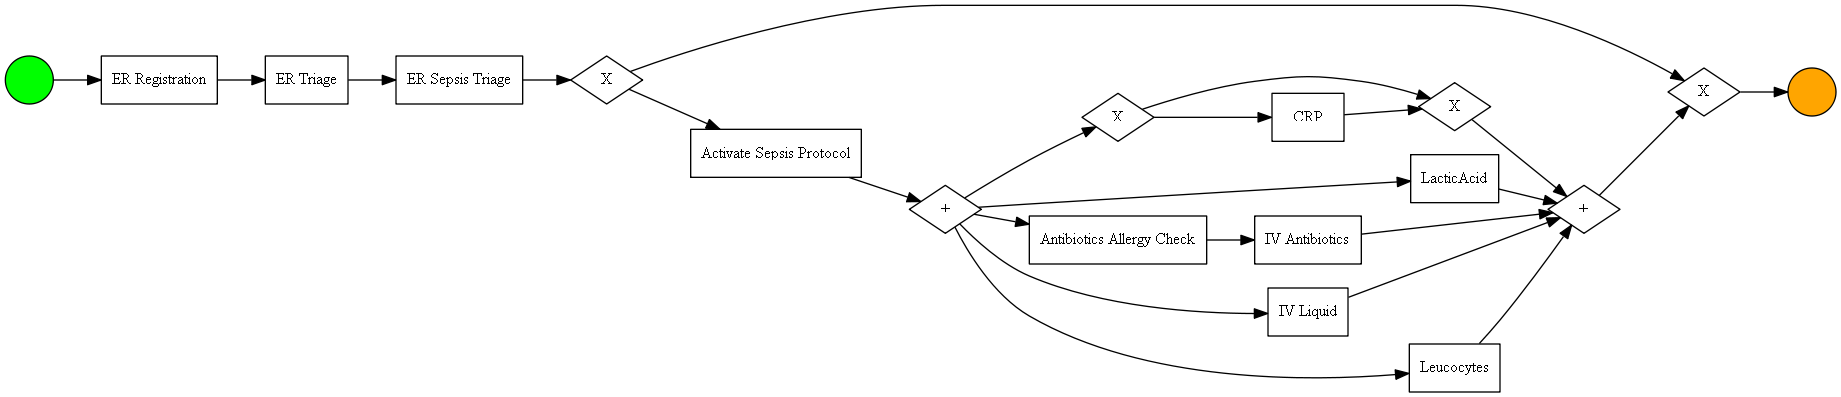 ER Registration
ER Triage
ER Sepsis Triage
X
Activate Sepsis Protocol
+
X
CRP
X
LacticAcid
Antibiotics Allergy Check
IV Antibiotics
IV Liquid
Leucocytes
+
X